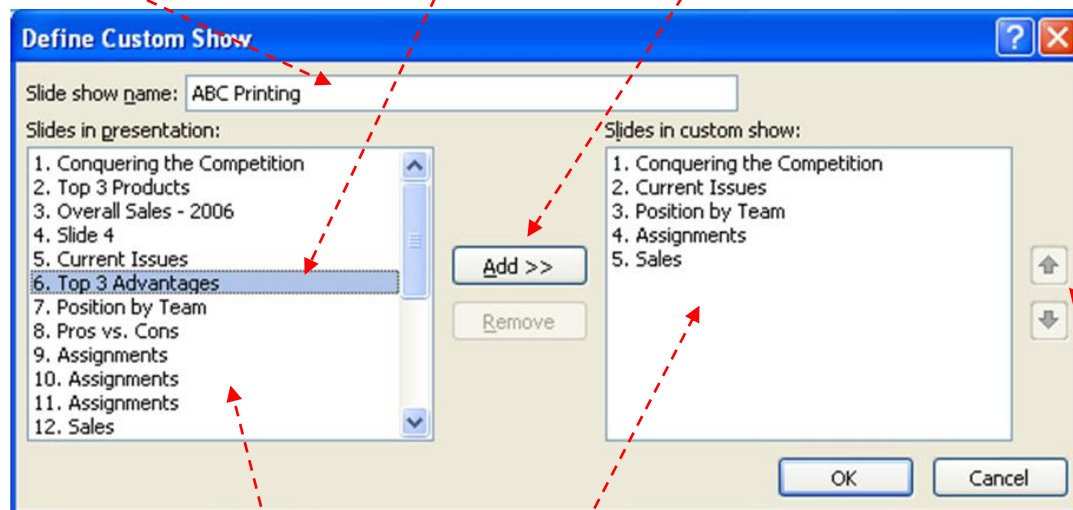 Define Custom Show
Slide show name: ABC Printing
Slides in presentation:
1. Conquering the Competition
2. Top 3 Products
3. Overall Sales - 2006
4. Slide 4
5. Current Issues
6. Top 3 Advantages
7. Position by Team
8. Pros vs. Cons
9. Assignments
10. Assignments
11. Assignments
12. Sales
Add >>
Remove
Slides in custom show:
1. Conquering the Competition
2. Current Issues
3. Position by Team
4. Assignments
5. Sales
OK
Cancel